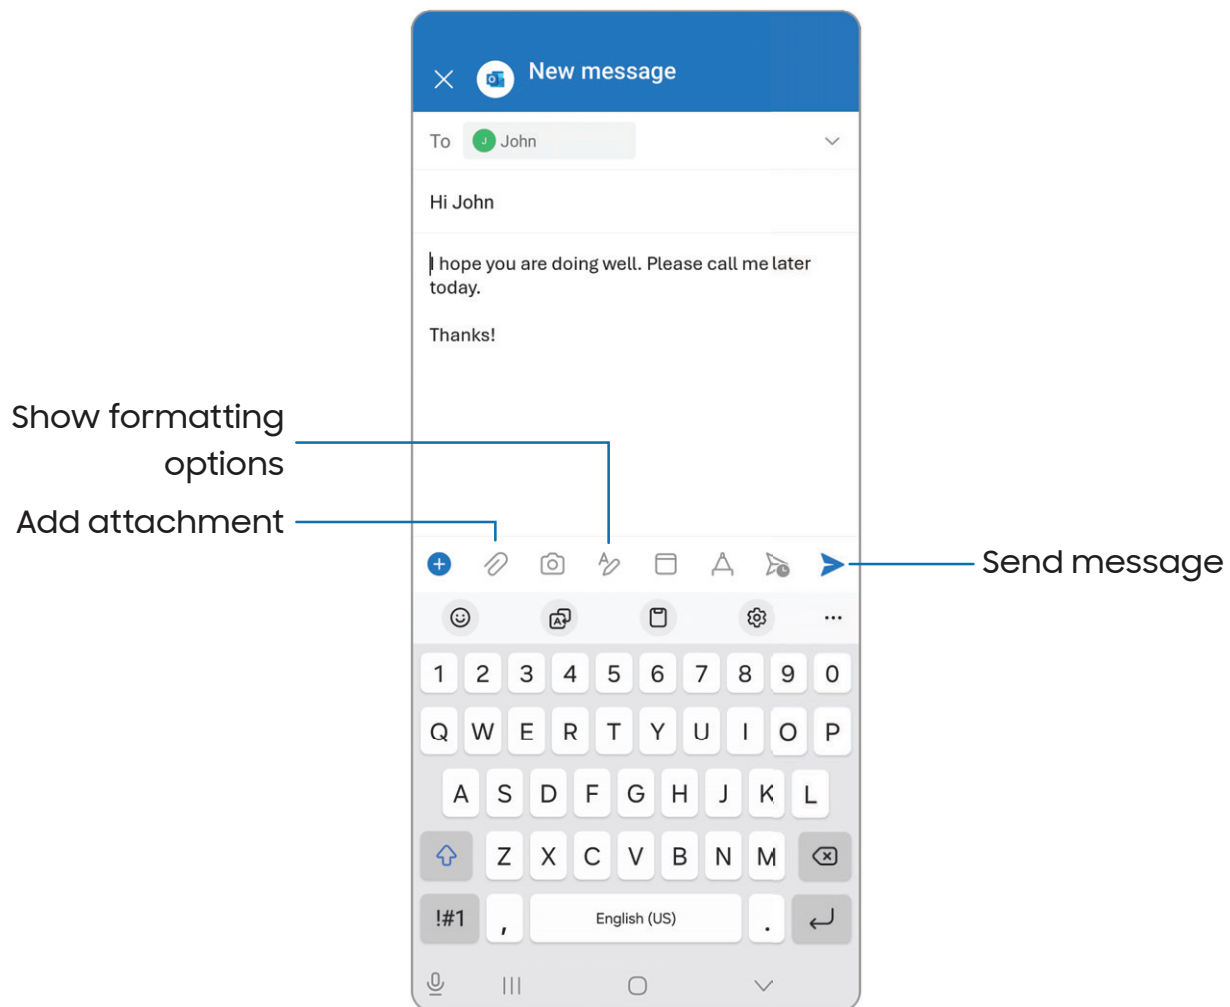 New message
To J John
Hi John
I hope you are doing well. Please call me later
today.
Thanks!
Show formatting
options
Add attachment
Send message
1 2 3 4 5 6 7 8 9 0
Q W E R T Y U I O P
A S D F G H J K L
Z X C V B N M
!#1 , English (US) .